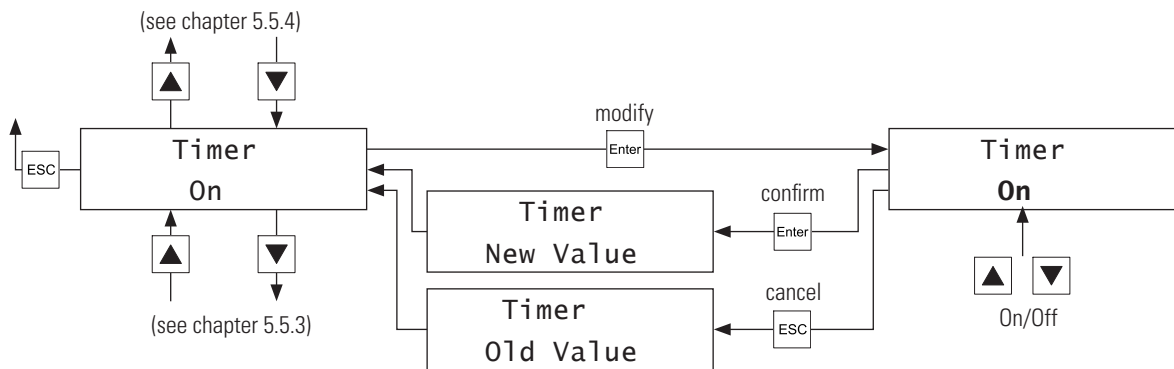 (see chapter 5.5.4)
modify
Enter
Timer
On
ESC
Timer
On
Timer
New Value
confirm
Enter
Timer
Old Value
cancel
ESC
(see chapter 5.5.3)
On/Off